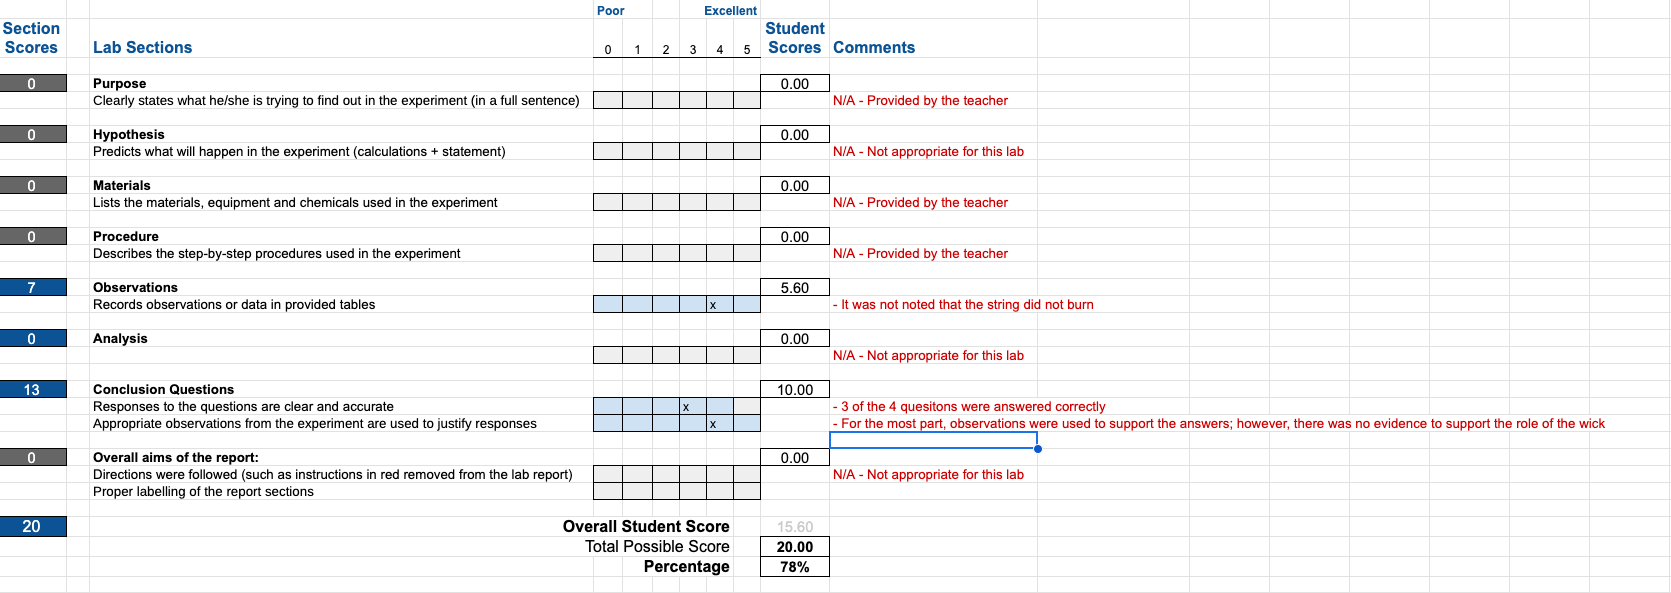 Poor Excellent
Section Student
Scores Lab Sections 0 1 2 3 4 5 Scores Comments
0 Purpose 0.00
Clearly states what he/she is trying to find out in the experiment (in a full sentence) N/A - Provided by the teacher
0 Hypothesis 0.00
Predicts what will happen in the experiment (calculations + statement) N/A - Not appropriate for this lab
0 Materials 0.00
Lists the materials, equipment and chemicals used in the experiment N/A - Provided by the teacher
0 Procedure 0.00
Describes the step-by-step procedures used in the experiment N/A - Provided by the teacher
7 Observations 5.60
Records observations or data in provided tables x - It was not noted that the string did not burn
0 Analysis 0.00
N/A - Not appropriate for this lab
13 Conclusion Questions 10.00
Responses to the questions are clear and accurate x - 3 of the 4 quesitons were answered correctly
Appropriate observations from the experiment are used to justify responses x - For the most part, observations were used to support the answers; however, there was no evidence to support the role of the wick
0 Overall aims of the report: 0.00
Directions were followed (such as instructions in red removed from the lab report) N/A - Not appropriate for this lab
Proper labelling of the report sections
20 Overall Student Score 15.60
Total Possible Score 20.00
Percentage 78%